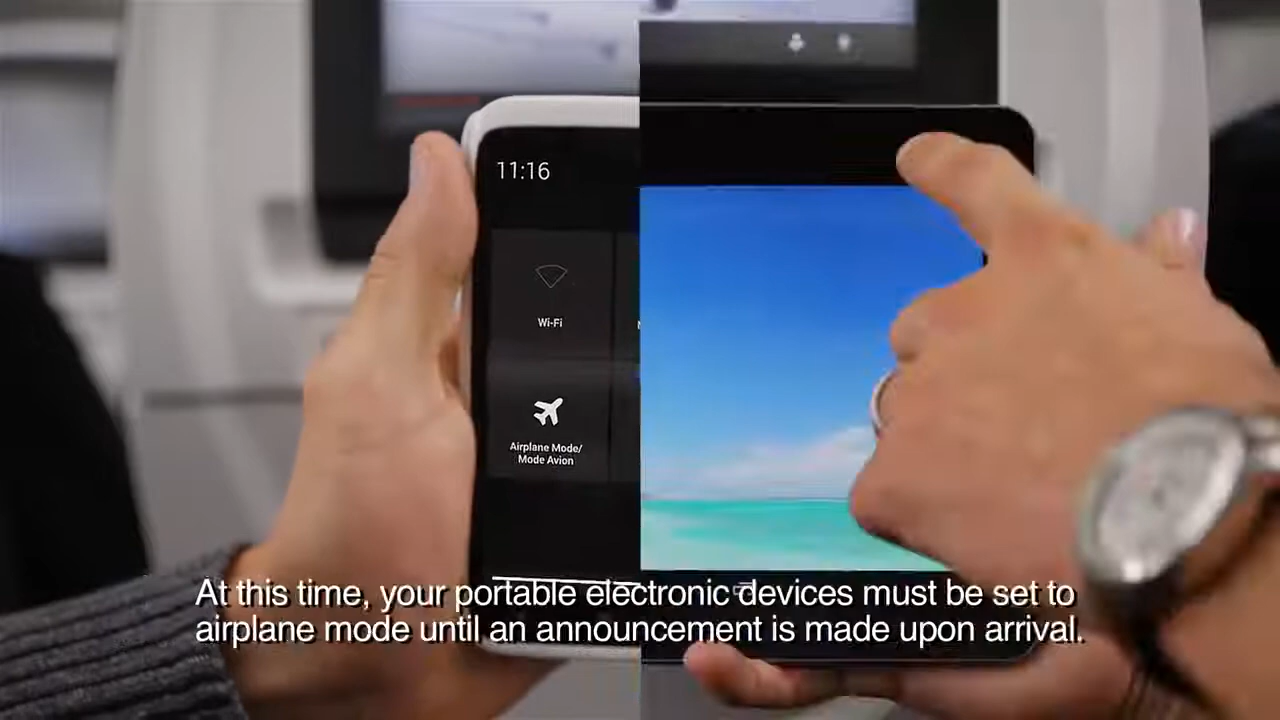 11:16
Wi-Fi
Airplane Mode/
Mode Avion
At this time, your portable electronic devices must be set to
airplane mode until an announcement is made upon arrival.